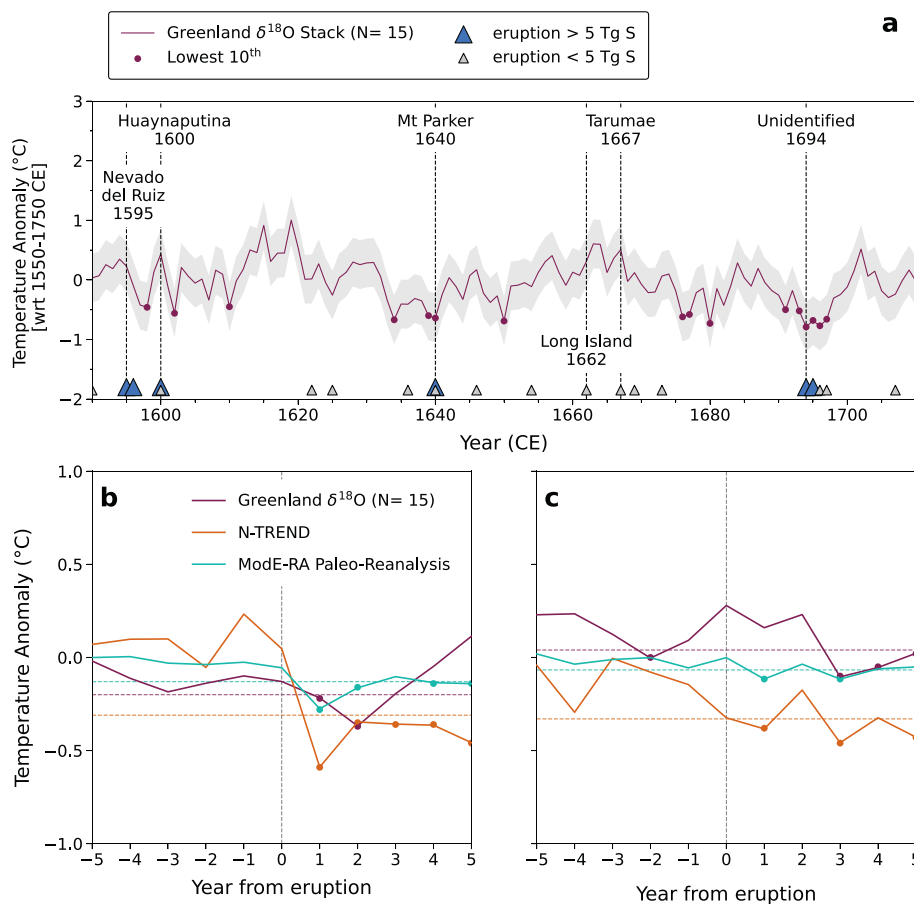 Greenland δ¹⁸O Stack (N= 15)
Lowest 10ᵗʰ
eruption > 5 Tg S
eruption < 5 Tg S
a
Temperature Anomaly (°C)
[wrt 1550-1750 CE]
3
2
1
0
−1
−2
Huaynaputina
1600
Mt Parker
1640
Tarumae
1667
Unidentified
1694
Nevado
del Ruiz
1595
Long Island
1662
1600
1620
1640
1660
1680
1700
Year (CE)
b
Greenland δ¹⁸O (N= 15)
N-TREND
ModE-RA Paleo-Reanalysis
Temperature Anomaly (°C)
1.0
0.5
0.0
−0.5
−1.0
−5 −4 −3 −2 −1 0 1 2 3 4 5
Year from eruption
c
−5 −4 −3 −2 −1 0 1 2 3 4 5
Year from eruption